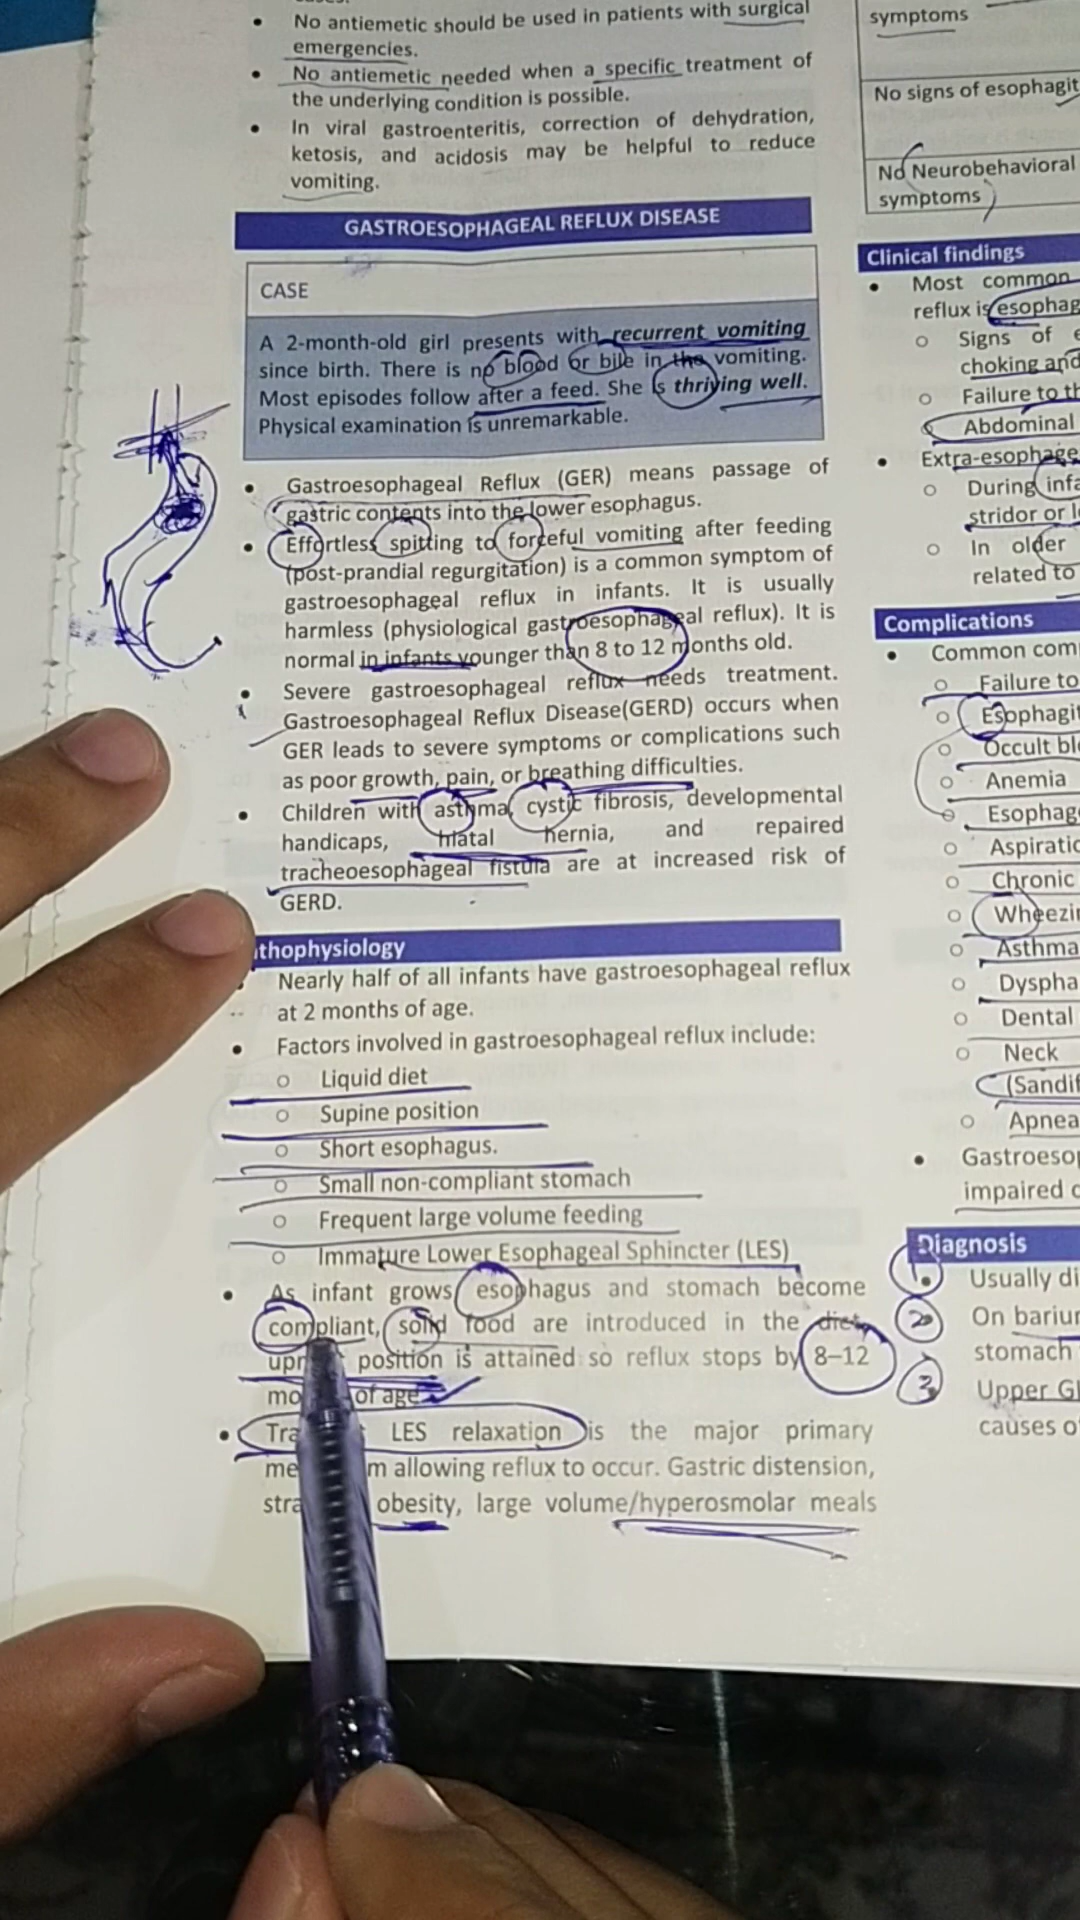 No antiemetic should be used in patients with surgical
emergencies.
No antiemetic needed when a specific treatment of
the underlying condition is possible.
In viral gastroenteritis, correction of dehydration,
ketosis, and acidosis may be helpful to reduce
vomiting.
GASTROESOPHAGEAL REFLUX DISEASE
CASE
A 2-month-old girl presents with recurrent vomiting
since birth. There is no blood or bile in the vomiting.
Most episodes follow after a feed. She is thriving well.
Physical examination is unremarkable.
Gastroesophageal Reflux (GER) means passage of
gastric contents into the lower esophagus.
Effortless spitting to forceful vomiting after feeding
(post-prandial regurgitation) is a common symptom of
gastroesophageal reflux in infants. It is usually
harmless (physiological gastroesophageal reflux). It is
normal in infants younger than 8 to 12 months old.
Severe gastroesophageal reflux needs treatment.
Gastroesophageal Reflux Disease(GERD) occurs when
GER leads to severe symptoms or complications such
as poor growth, pain, or breathing difficulties.
Children with asthma, cystic fibrosis, developmental
handicaps, hiatal hernia, and repaired
tracheoesophageal fistula are at increased risk of
GERD.
thophysiology
Nearly half of all infants have gastroesophageal reflux
at 2 months of age.
Factors involved in gastroesophageal reflux include:
Liquid diet
Supine position
Short esophagus.
Small non-compliant stomach
Frequent large volume feeding
Immature Lower Esophageal Sphincter (LES)
As infant grows esophagus and stomach become
compliant, solid food are introduced in the diet,
upr position is attained so reflux stops by 8–12
mo of age
Tra LES relaxation is the major primary
me m allowing reflux to occur. Gastric distension,
stra obesity, large volume/hyperosmolar meals
symptoms
No signs of esophagit
No Neurobehavioral
symptoms
Clinical findings
Most common
reflux is esophag
Signs of e
choking and
Failure to th
Abdominal
Extra-esophage
During infa
stridor or l
In older
related to
Complications
Common com
Failure to
Esophagit
Occult blo
Anemia
Esophag
Aspiratio
Chronic
Wheezin
Asthma
Dyspha
Dental
Neck
(Sandif
Apnea
Gastroesop
impaired c
Diagnosis
1 Usually di
2 On bariun
stomach
3 Upper GI
causes o